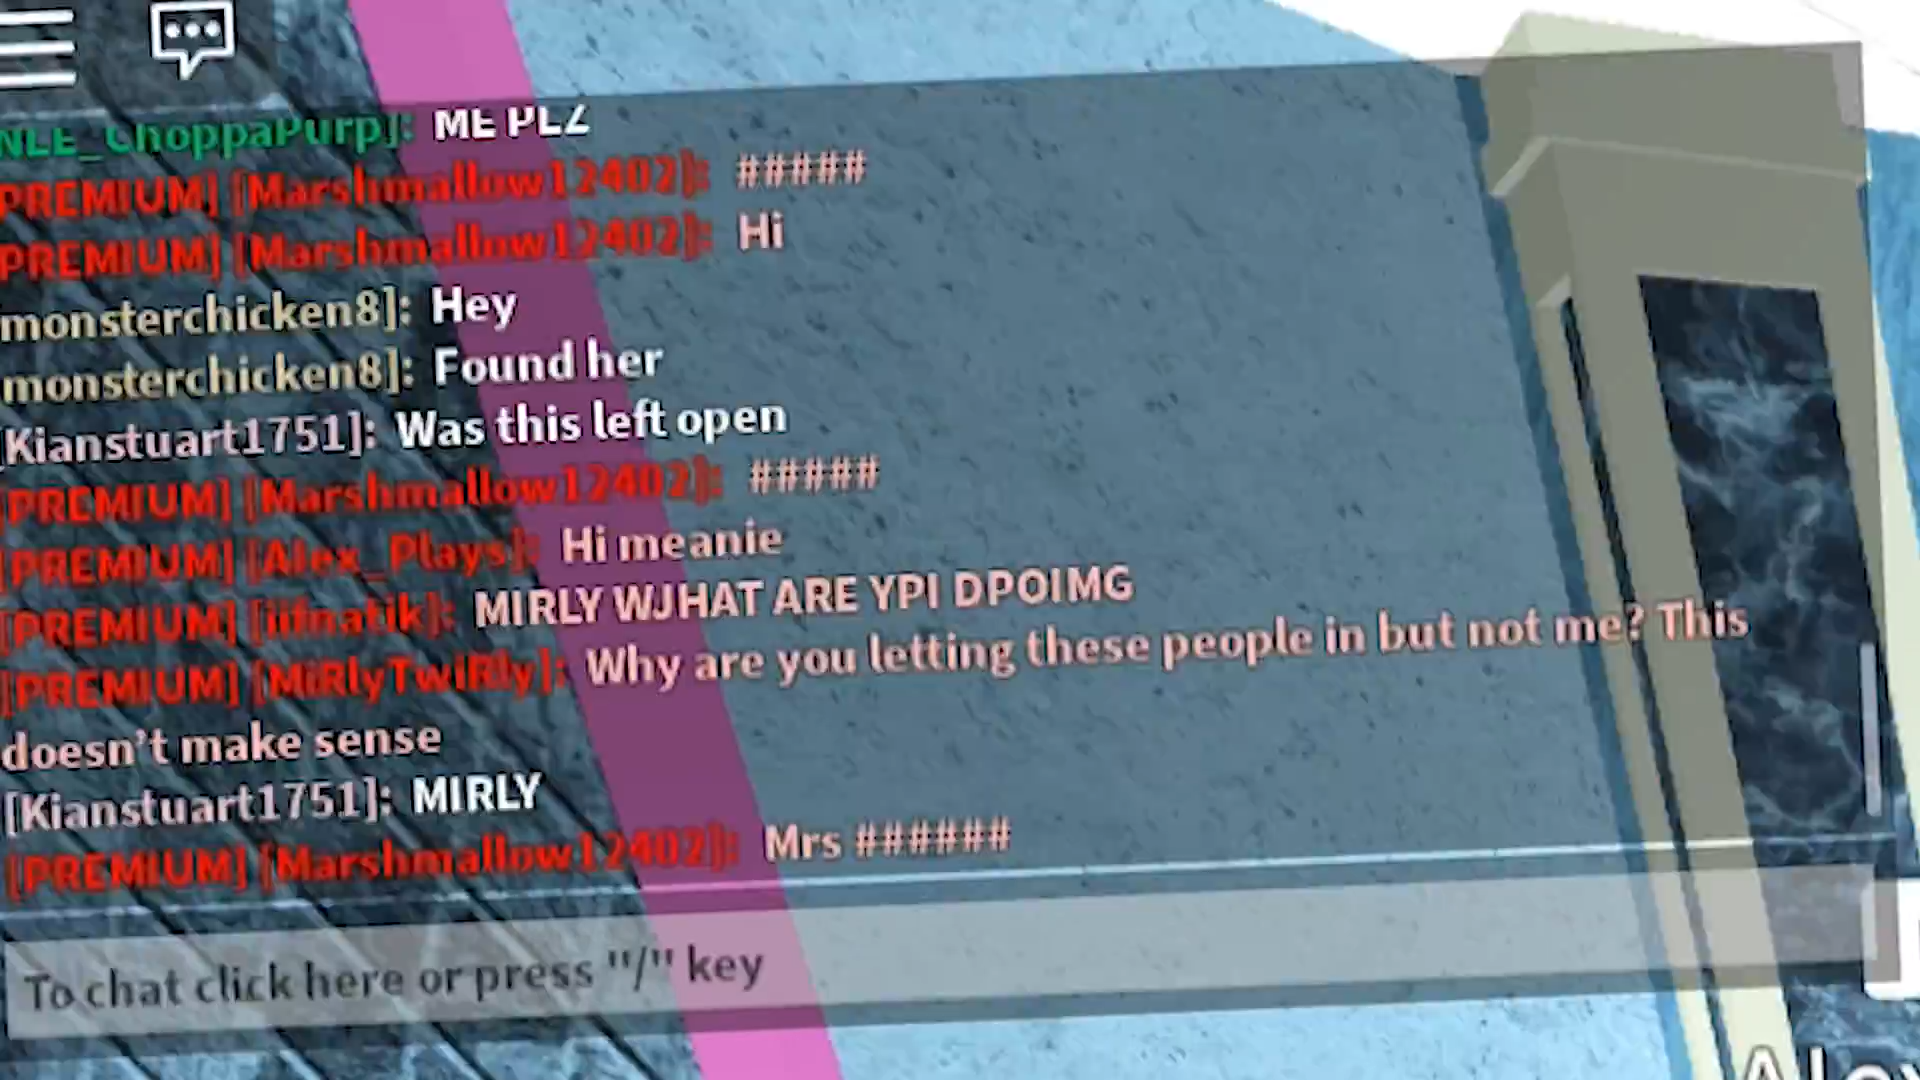 NLE_ChoppaPurp]: ME PLZ
PREMIUM] [Marshmallow12402]: #####
PREMIUM] [Marshmallow12402]: Hi
monsterchicken8]: Hey
monsterchicken8]: Found her
[Kianstuart1751]: Was this left open
[PREMIUM] [Marshmallow12402]: #####
[PREMIUM] [Alex_Plays]: Hi meanie
[PREMIUM] [iifnatik]: MIRLY WJHAT ARE YPI DPOIMG
[PREMIUM] [MiRlyTwiRly]: Why are you letting these people in but not me? This
doesn't make sense
[Kianstuart1751]: MIRLY
[PREMIUM] [Marshmallow12402]: Mrs ######
To chat click here or press "/" key